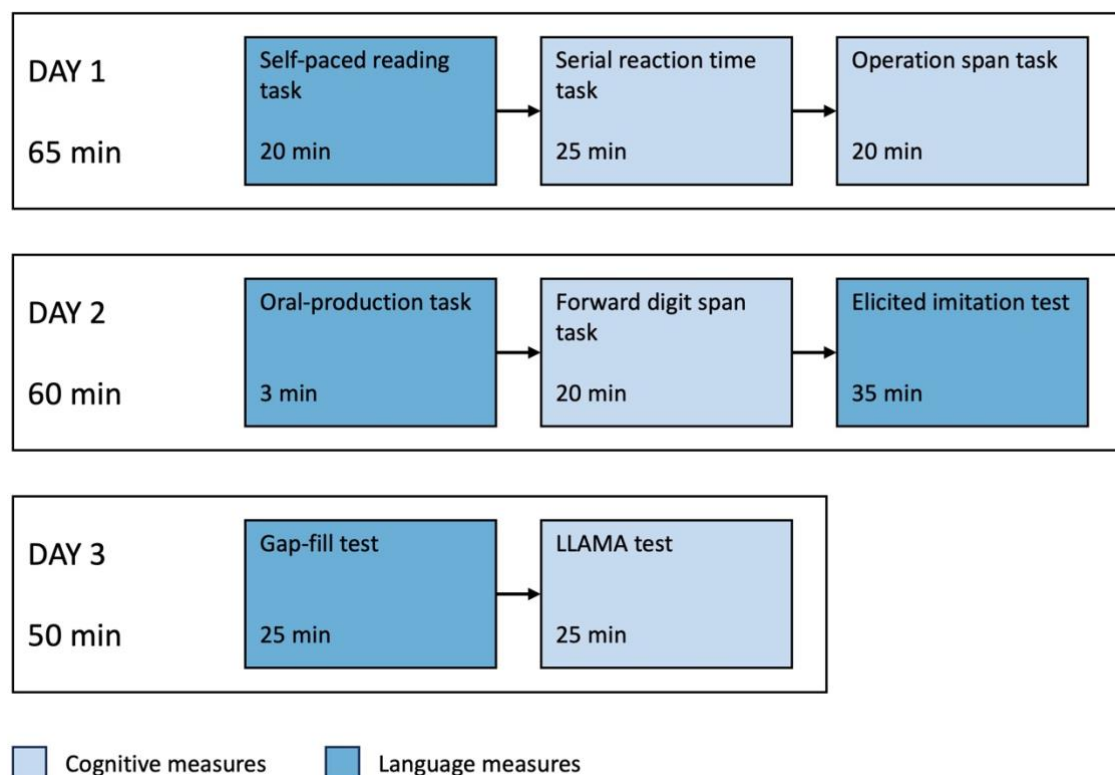 DAY 1
65 min
Self-paced reading
task
20 min
Serial reaction time
task
25 min
Operation span task
20 min
DAY 2
60 min
Oral-production task
3 min
Forward digit span
task
20 min
Elicited imitation test
35 min
DAY 3
50 min
Gap-fill test
25 min
LLAMA test
25 min
Cognitive measures
Language measures